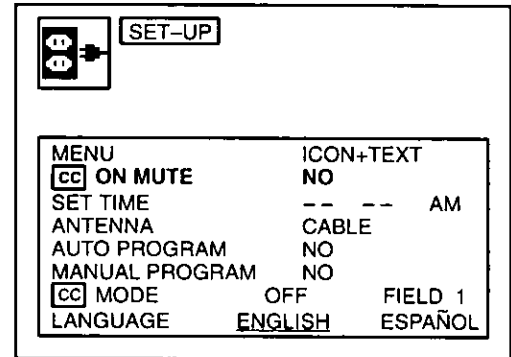 SET–UP
MENU ICON+TEXT
CC ON MUTE NO
SET TIME –– –– AM
ANTENNA CABLE
AUTO PROGRAM NO
MANUAL PROGRAM NO
CC MODE OFF FIELD 1
LANGUAGE ENGLISH ESPAÑOL